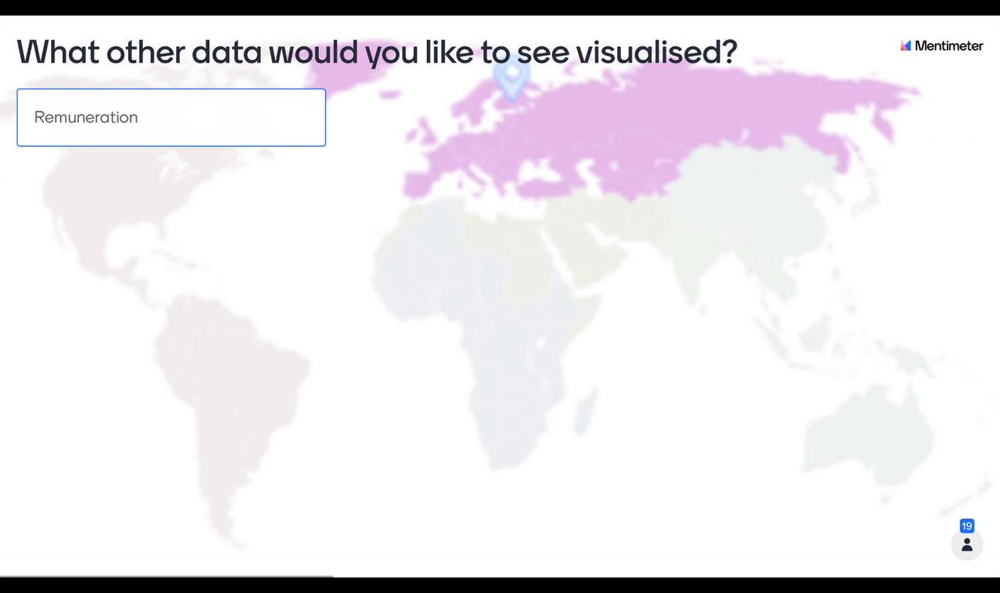 What other data would you like to see visualised?
Mentimeter
Remuneration
19